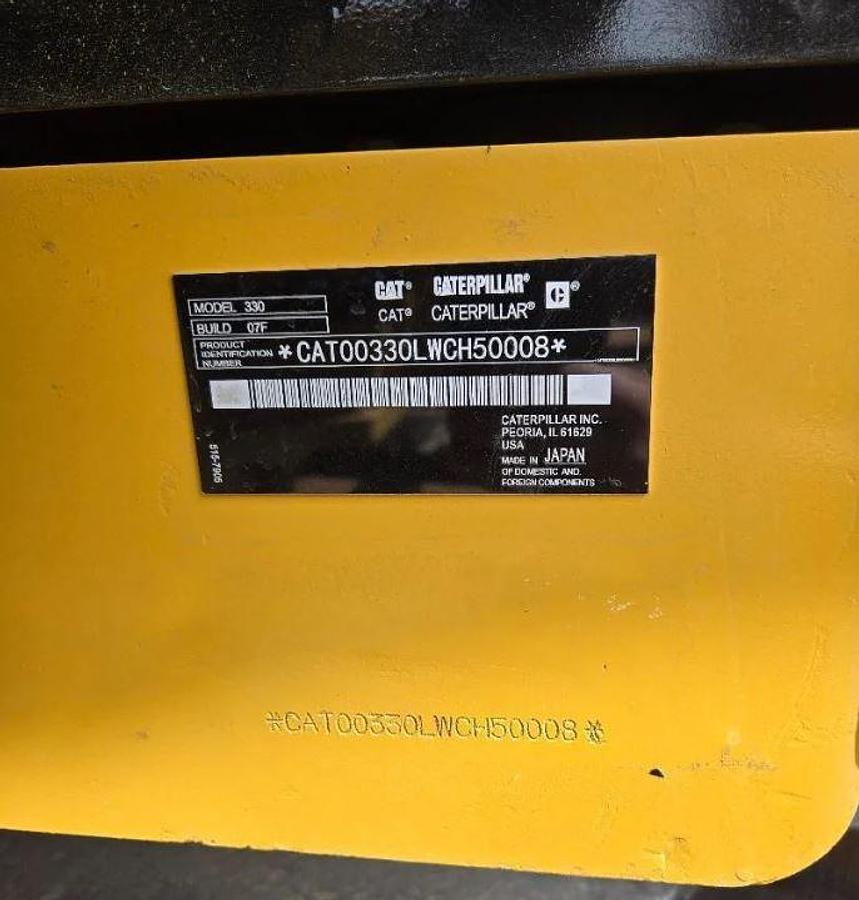 CAT® CATERPILLAR® C®
CAT® CATERPILLAR®
MODEL 330
BUILD 07F
PRODUCT IDENTIFICATION NUMBER
*CAT00330LWCH50008*
CATERPILLAR INC.
PEORIA, IL 61629
USA
MADE IN JAPAN
OF DOMESTIC AND
FOREIGN COMPONENTS
515-7905
*CAT00330LWCH50008*